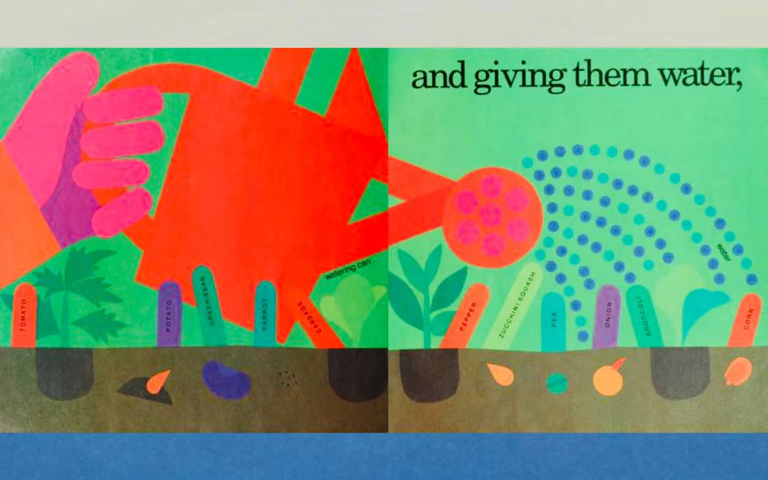 TOMATO
POTATO
GREEN BEAN
CARROT
CABBAGE
watering can
and giving them water,
water
PEPPER
ZUCCHINI SQUASH
PEA
ONION
BROCCOLI
CORN